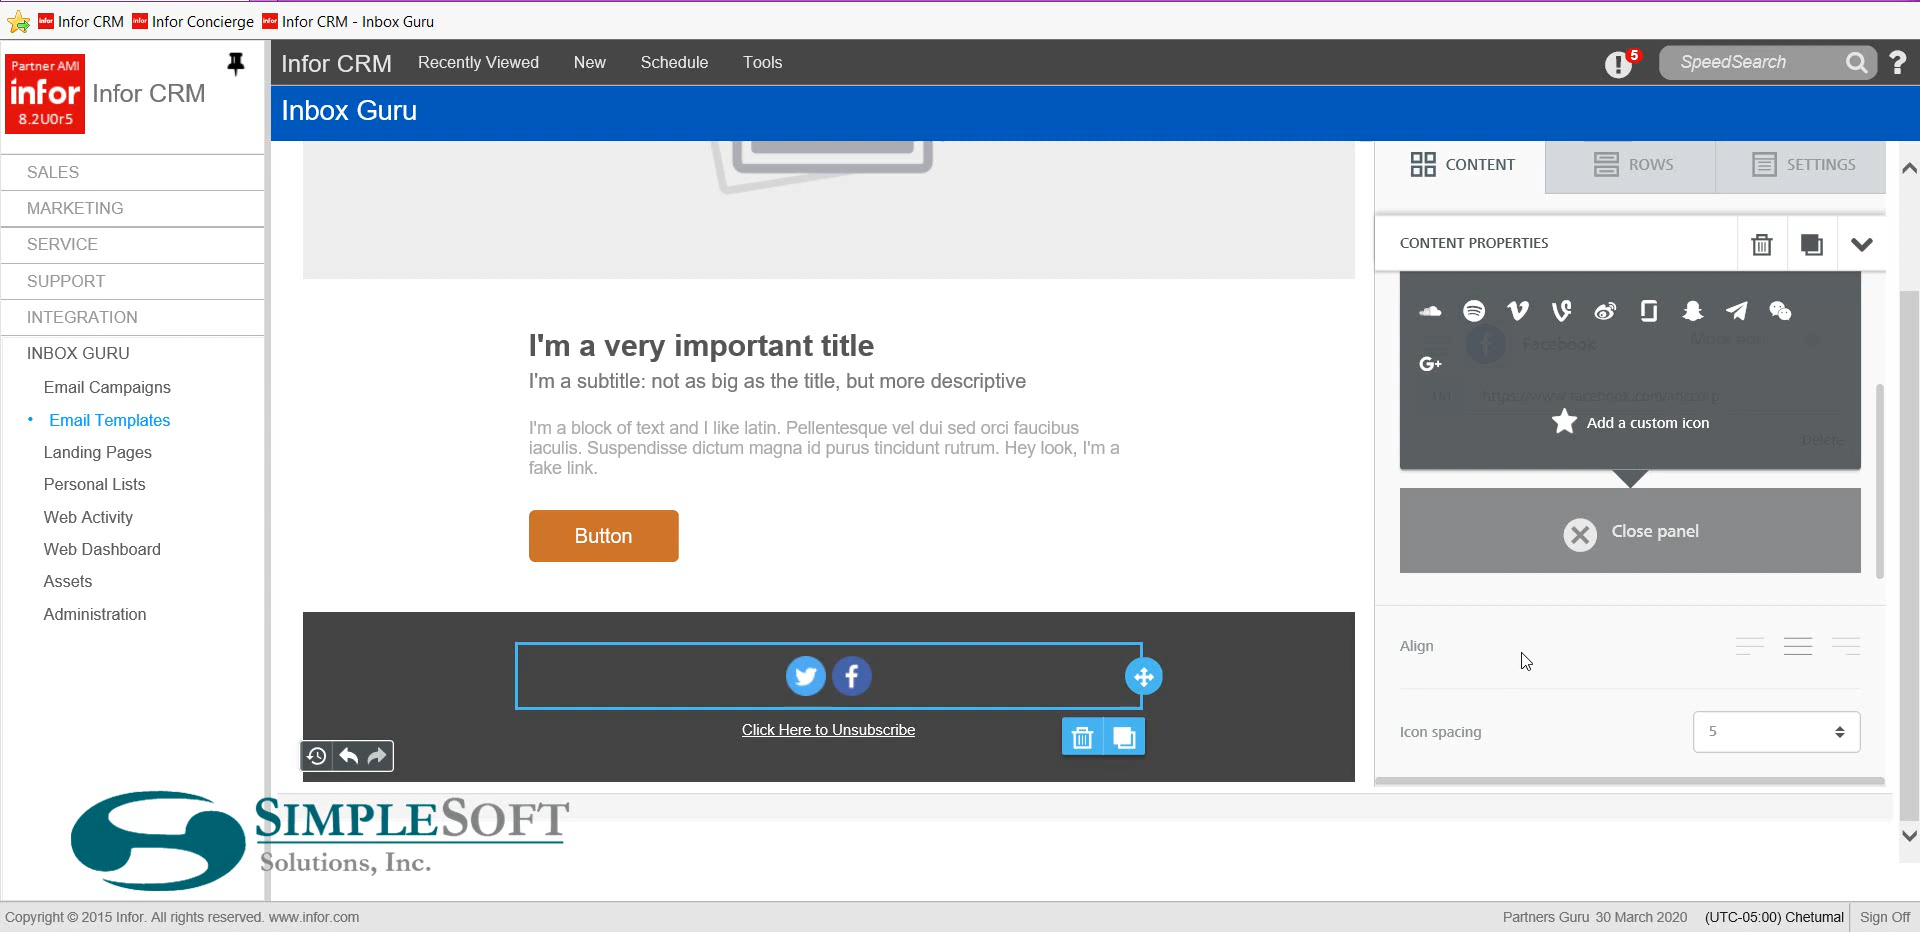 Infor CRM Infor Concierge Infor CRM - Inbox Guru
Partner AMI
infor
8.2U0r5
Infor CRM
Infor CRM Recently Viewed New Schedule Tools
5
SpeedSearch
?
Inbox Guru
SALES
MARKETING
SERVICE
SUPPORT
INTEGRATION
INBOX GURU
Email Campaigns
Email Templates
Landing Pages
Personal Lists
Web Activity
Web Dashboard
Assets
Administration
I'm a very important title
I'm a subtitle: not as big as the title, but more descriptive
I'm a block of text and I like latin. Pellentesque vel dui sed orci faucibus
iaculis. Suspendisse dictum magna id purus tincidunt rutrum. Hey look, I'm a
fake link.
Button
Click Here to Unsubscribe
CONTENT ROWS SETTINGS
CONTENT PROPERTIES
Facebook
G+
Add a custom icon
Delete
Close panel
Align
Icon spacing 5
SIMPLESOFT
Solutions, Inc.
Copyright © 2015 Infor. All rights reserved. www.infor.com
Partners Guru 30 March 2020 (UTC-05:00) Chetumal Sign Off